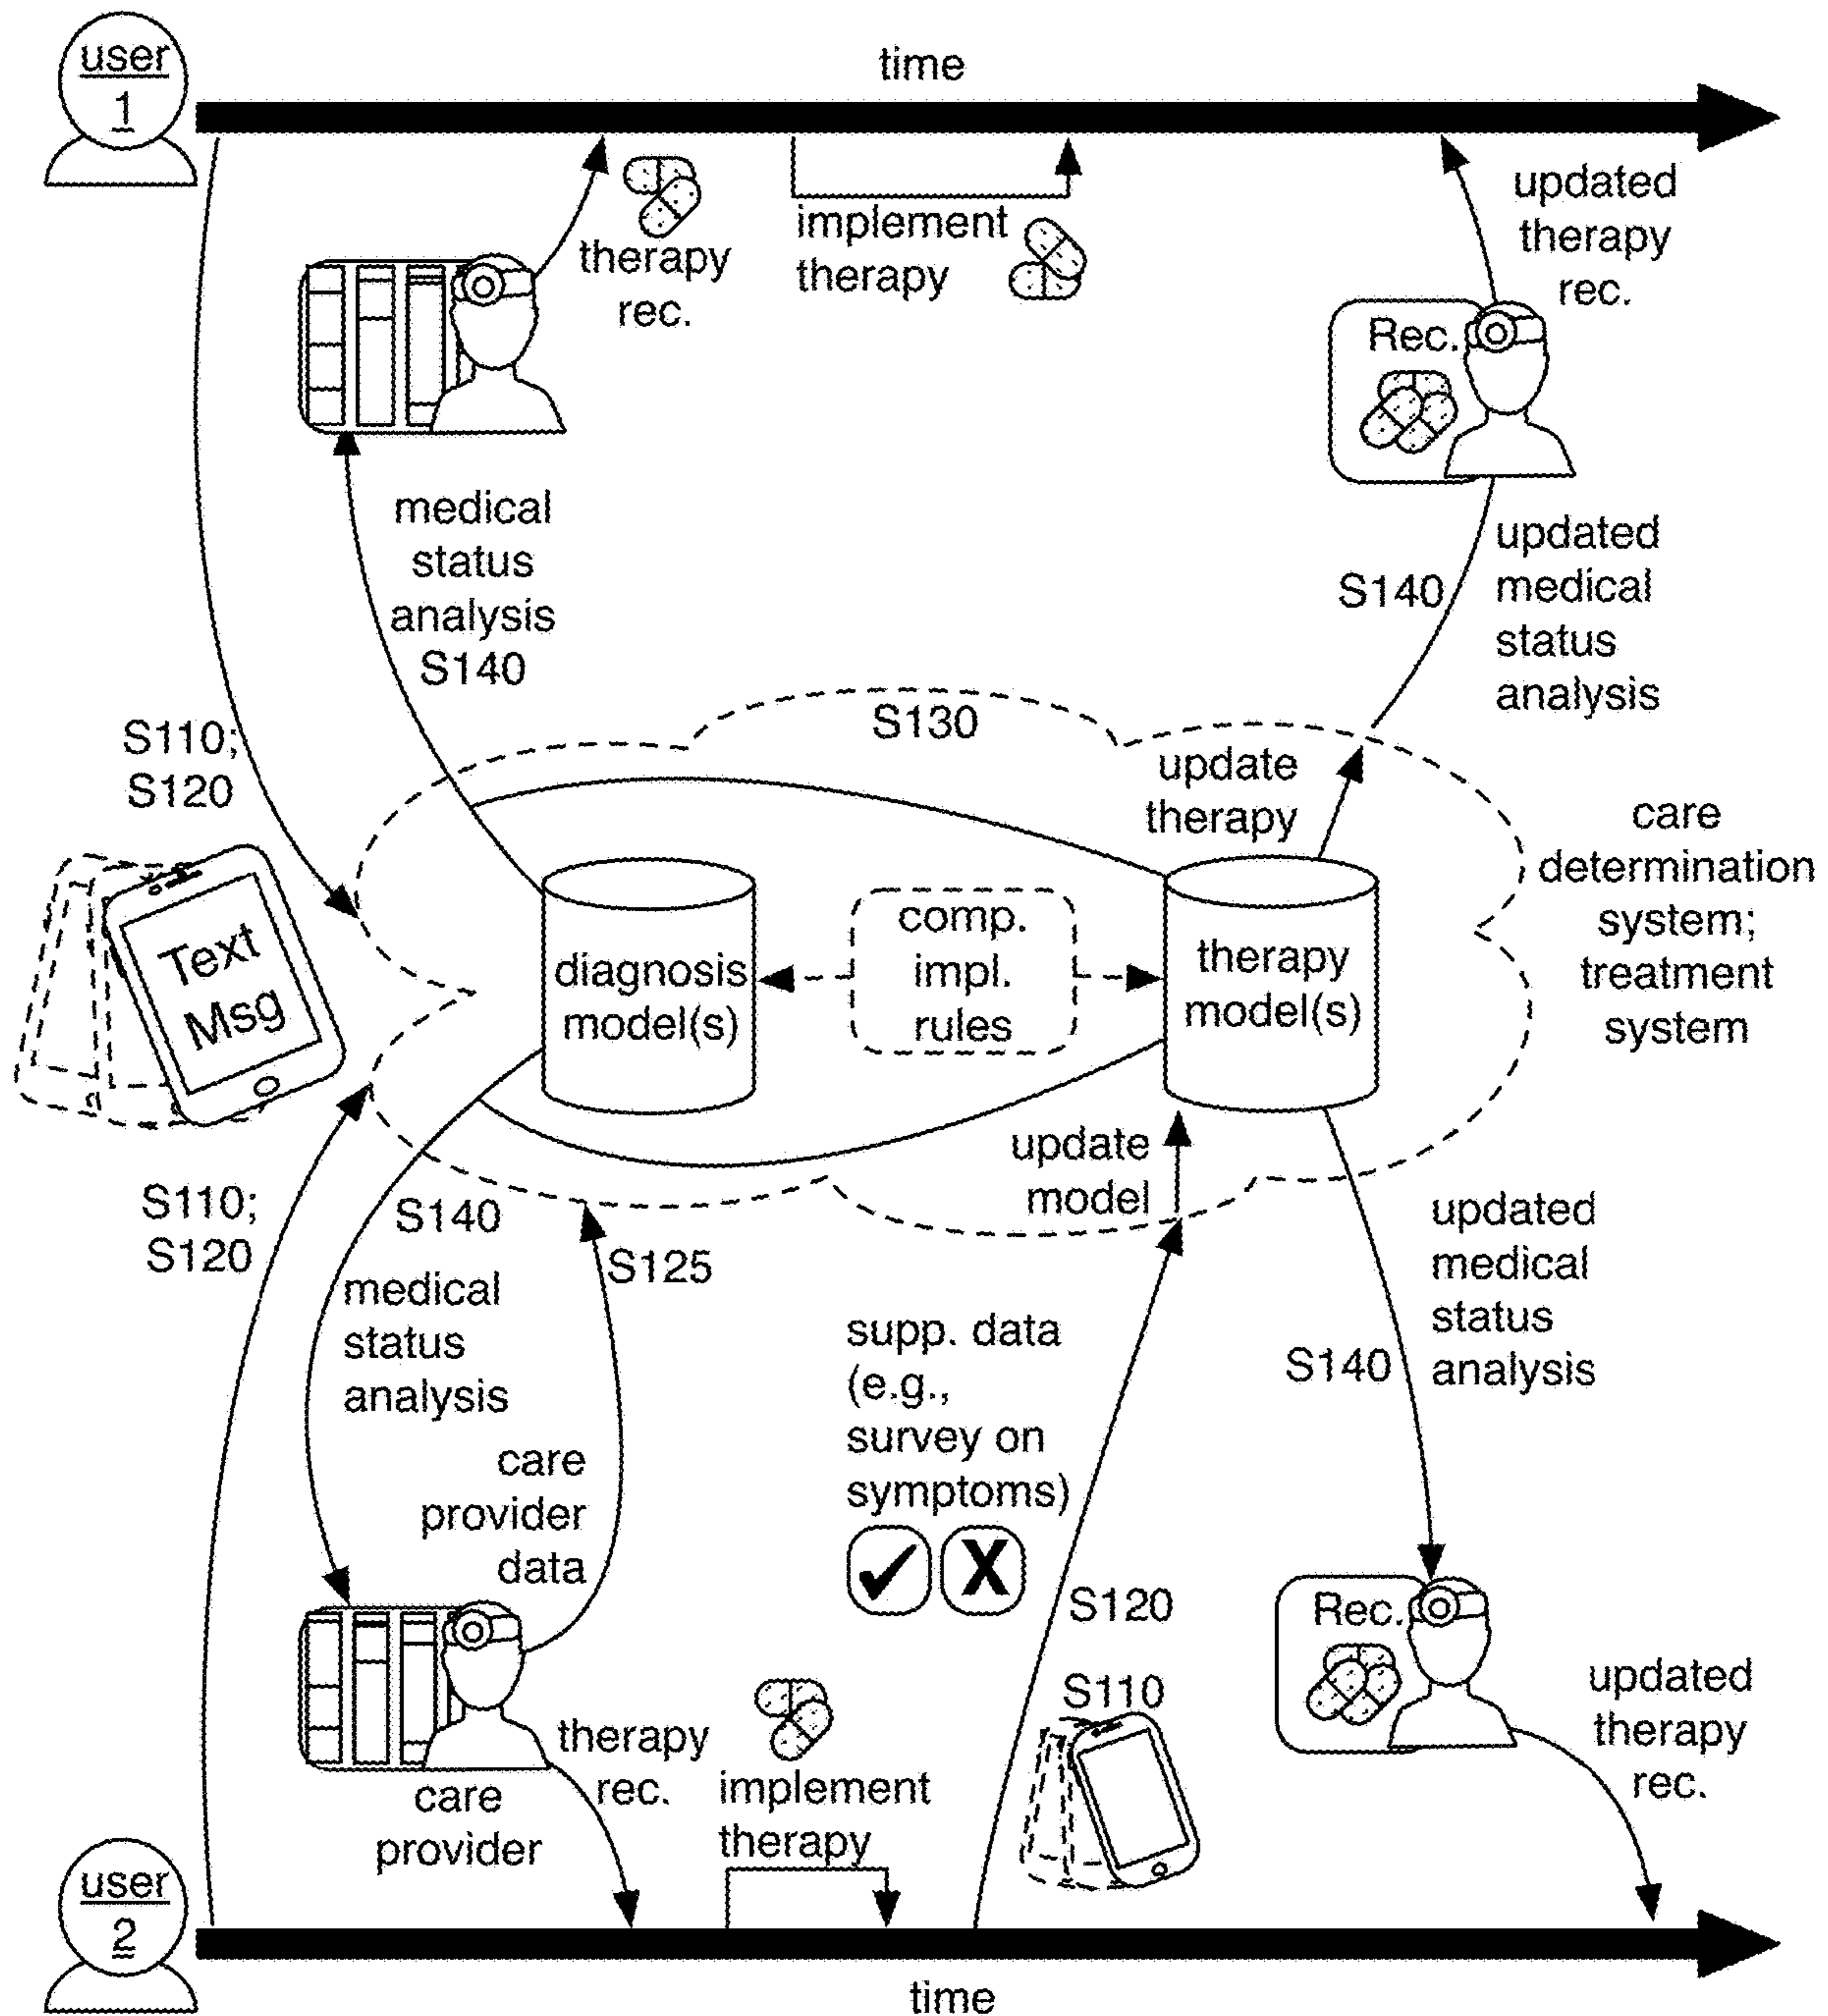 user
1
time
therapy
rec.
implement
therapy
updated
therapy
rec.
Rec.
medical
status
analysis
S140
S140
updated
medical
status
analysis
S110;
S120
S130
update
therapy
care
determination
system;
treatment
system
Text
Msg
diagnosis
model(s)
comp.
impl.
rules
therapy
model(s)
update
model
S110;
S120
S140
medical
status
analysis
S125
care
provider
data
supp. data
(e.g.,
survey on
symptoms)
✓ X
S120
S110
S140
updated
medical
status
analysis
Rec.
updated
therapy
rec.
care
provider
therapy
rec.
implement
therapy
user
2
time